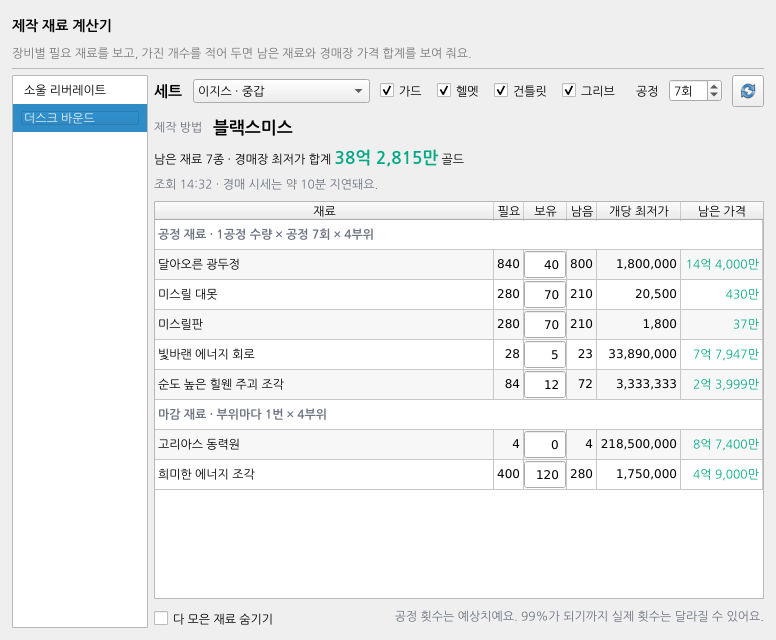 제작 재료 계산기
장비별 필요 재료를 보고, 가진 개수를 적어 두면 남은 재료와 경매장 가격 합계를 보여 줘요.
소울 리버레이트
더스크 바운드
세트 이지스 · 중갑 가드 헬멧 건틀릿 그리브 공정 7회
제작 방법 블랙스미스
남은 재료 7종 · 경매장 최저가 합계 38억 2,815만 골드
조회 14:32 · 경매 시세는 약 10분 지연돼요.
재료 필요 보유 남음 개당 최저가 남은 가격
공정 재료 · 1공정 수량 × 공정 7회 × 4부위
달아오른 광두정 840 40 800 1,800,000 14억 4,000만
미스릴 대못 280 70 210 20,500 430만
미스릴판 280 70 210 1,800 37만
빛바랜 에너지 회로 28 5 23 33,890,000 7억 7,947만
순도 높은 힐웬 주괴 조각 84 12 72 3,333,333 2억 3,999만
마감 재료 · 부위마다 1번 × 4부위
고리아스 동력원 4 0 4 218,500,000 8억 7,400만
희미한 에너지 조각 400 120 280 1,750,000 4억 9,000만
다 모은 재료 숨기기
공정 횟수는 예상치예요. 99%가 되기까지 실제 횟수는 달라질 수 있어요.